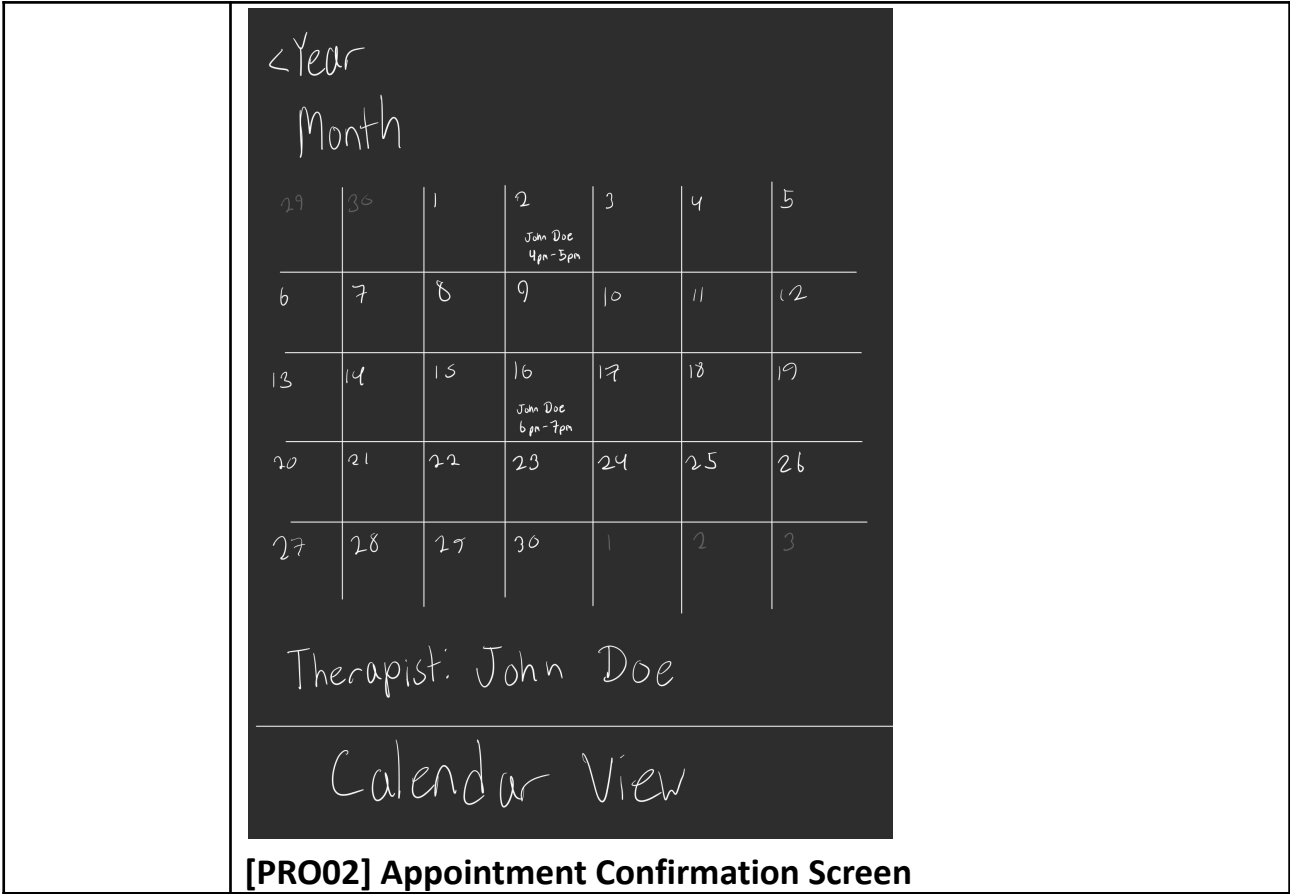 <Year
Month
29 30 1 2 3 4 5
John Doe
4pm-5pm
6 7 8 9 10 11 12
13 14 15 16 17 18 19
John Doe
6pm-7pm
20 21 22 23 24 25 26
27 28 29 30 1 2 3
Therapist: John Doe
Calendar View
[PRO02] Appointment Confirmation Screen